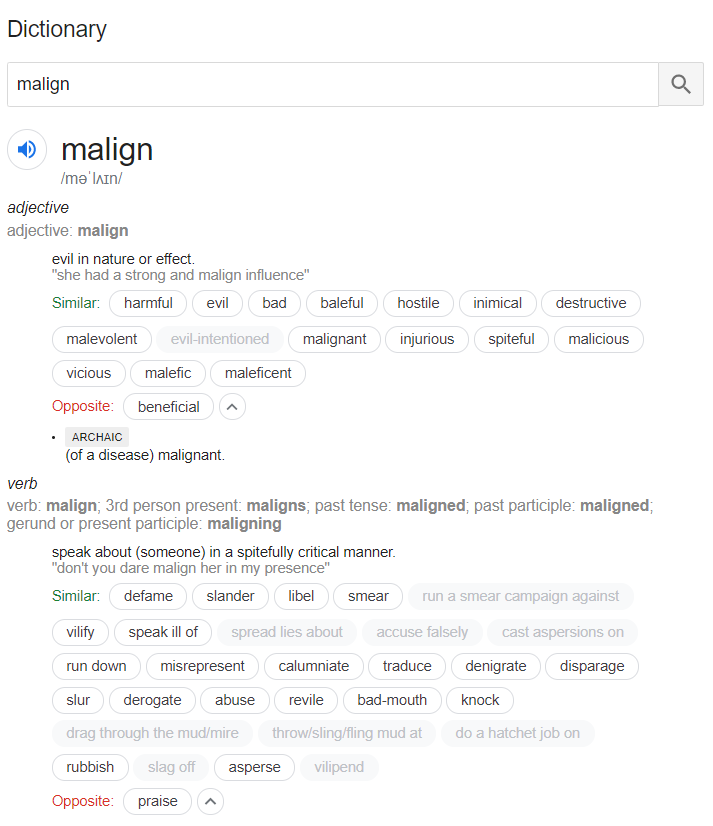 Dictionary
malign
malign
/məˈlʌɪn/
adjective
adjective: malign
evil in nature or effect.
"she had a strong and malign influence"
Similar: harmful evil bad baleful hostile inimical destructive
malevolent evil-intentioned malignant injurious spiteful malicious
vicious malefic maleficent
Opposite: beneficial
• ARCHAIC
(of a disease) malignant.
verb
verb: malign; 3rd person present: maligns; past tense: maligned; past participle: maligned;
gerund or present participle: maligning
speak about (someone) in a spitefully critical manner.
"don't you dare malign her in my presence"
Similar: defame slander libel smear run a smear campaign against
vilify speak ill of spread lies about accuse falsely cast aspersions on
run down misrepresent calumniate traduce denigrate disparage
slur derogate abuse revile bad-mouth knock
drag through the mud/mire throw/sling/fling mud at do a hatchet job on
rubbish slag off asperse vilipend
Opposite: praise